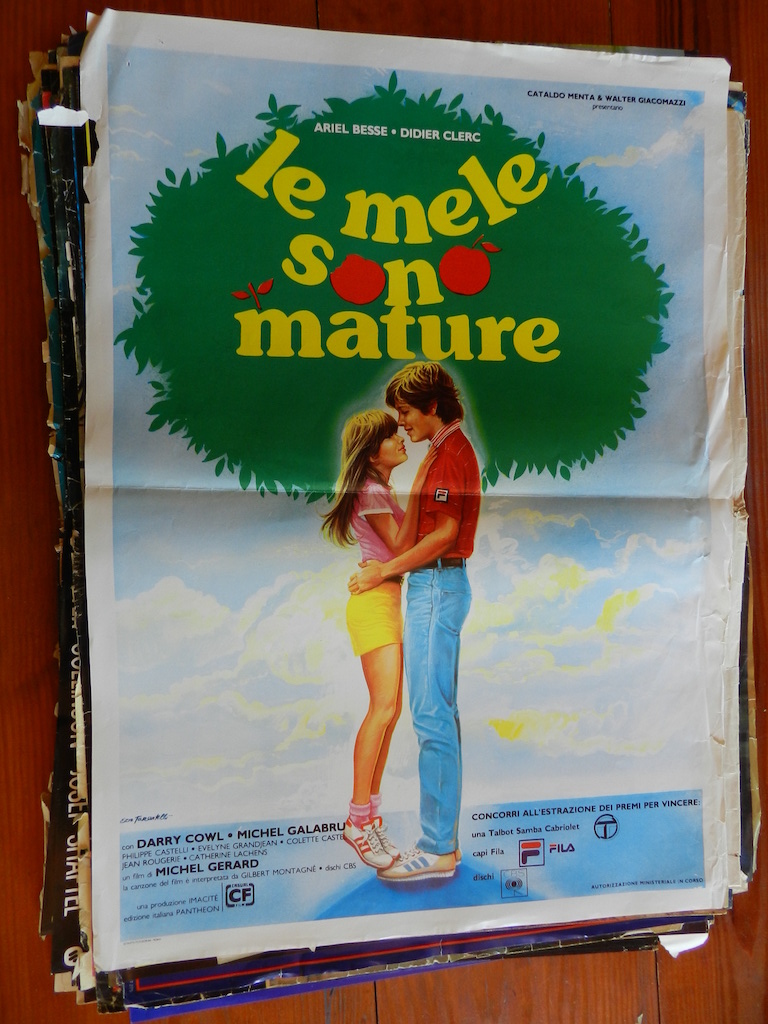 CATALDO MENTA & WALTER GIACOMAZZI
presentano
ARIEL BESSE • DIDIER CLERC
le mele
sono
mature
F
con DARRY COWL • MICHEL GALABRU
PHILIPPE CASTELLI • EVELYNE GRANDJEAN • COLETTE CASTE
JEAN ROUGERIE • CATHERINE LACHENS
un film di MICHEL GERARD
la canzone del film è interpretata da GILBERT MONTAGNÉ • dischi CBS
una produzione IMACITÉ
edizione italiana PANTHEON
CF
CONCORRI ALL'ESTRAZIONE DEI PREMI PER VINCERE:
una Talbot Samba Cabriolet
capi Fila
F FILA
dischi
CBS
AUTORIZZAZIONE MINISTERIALE IN CORSO